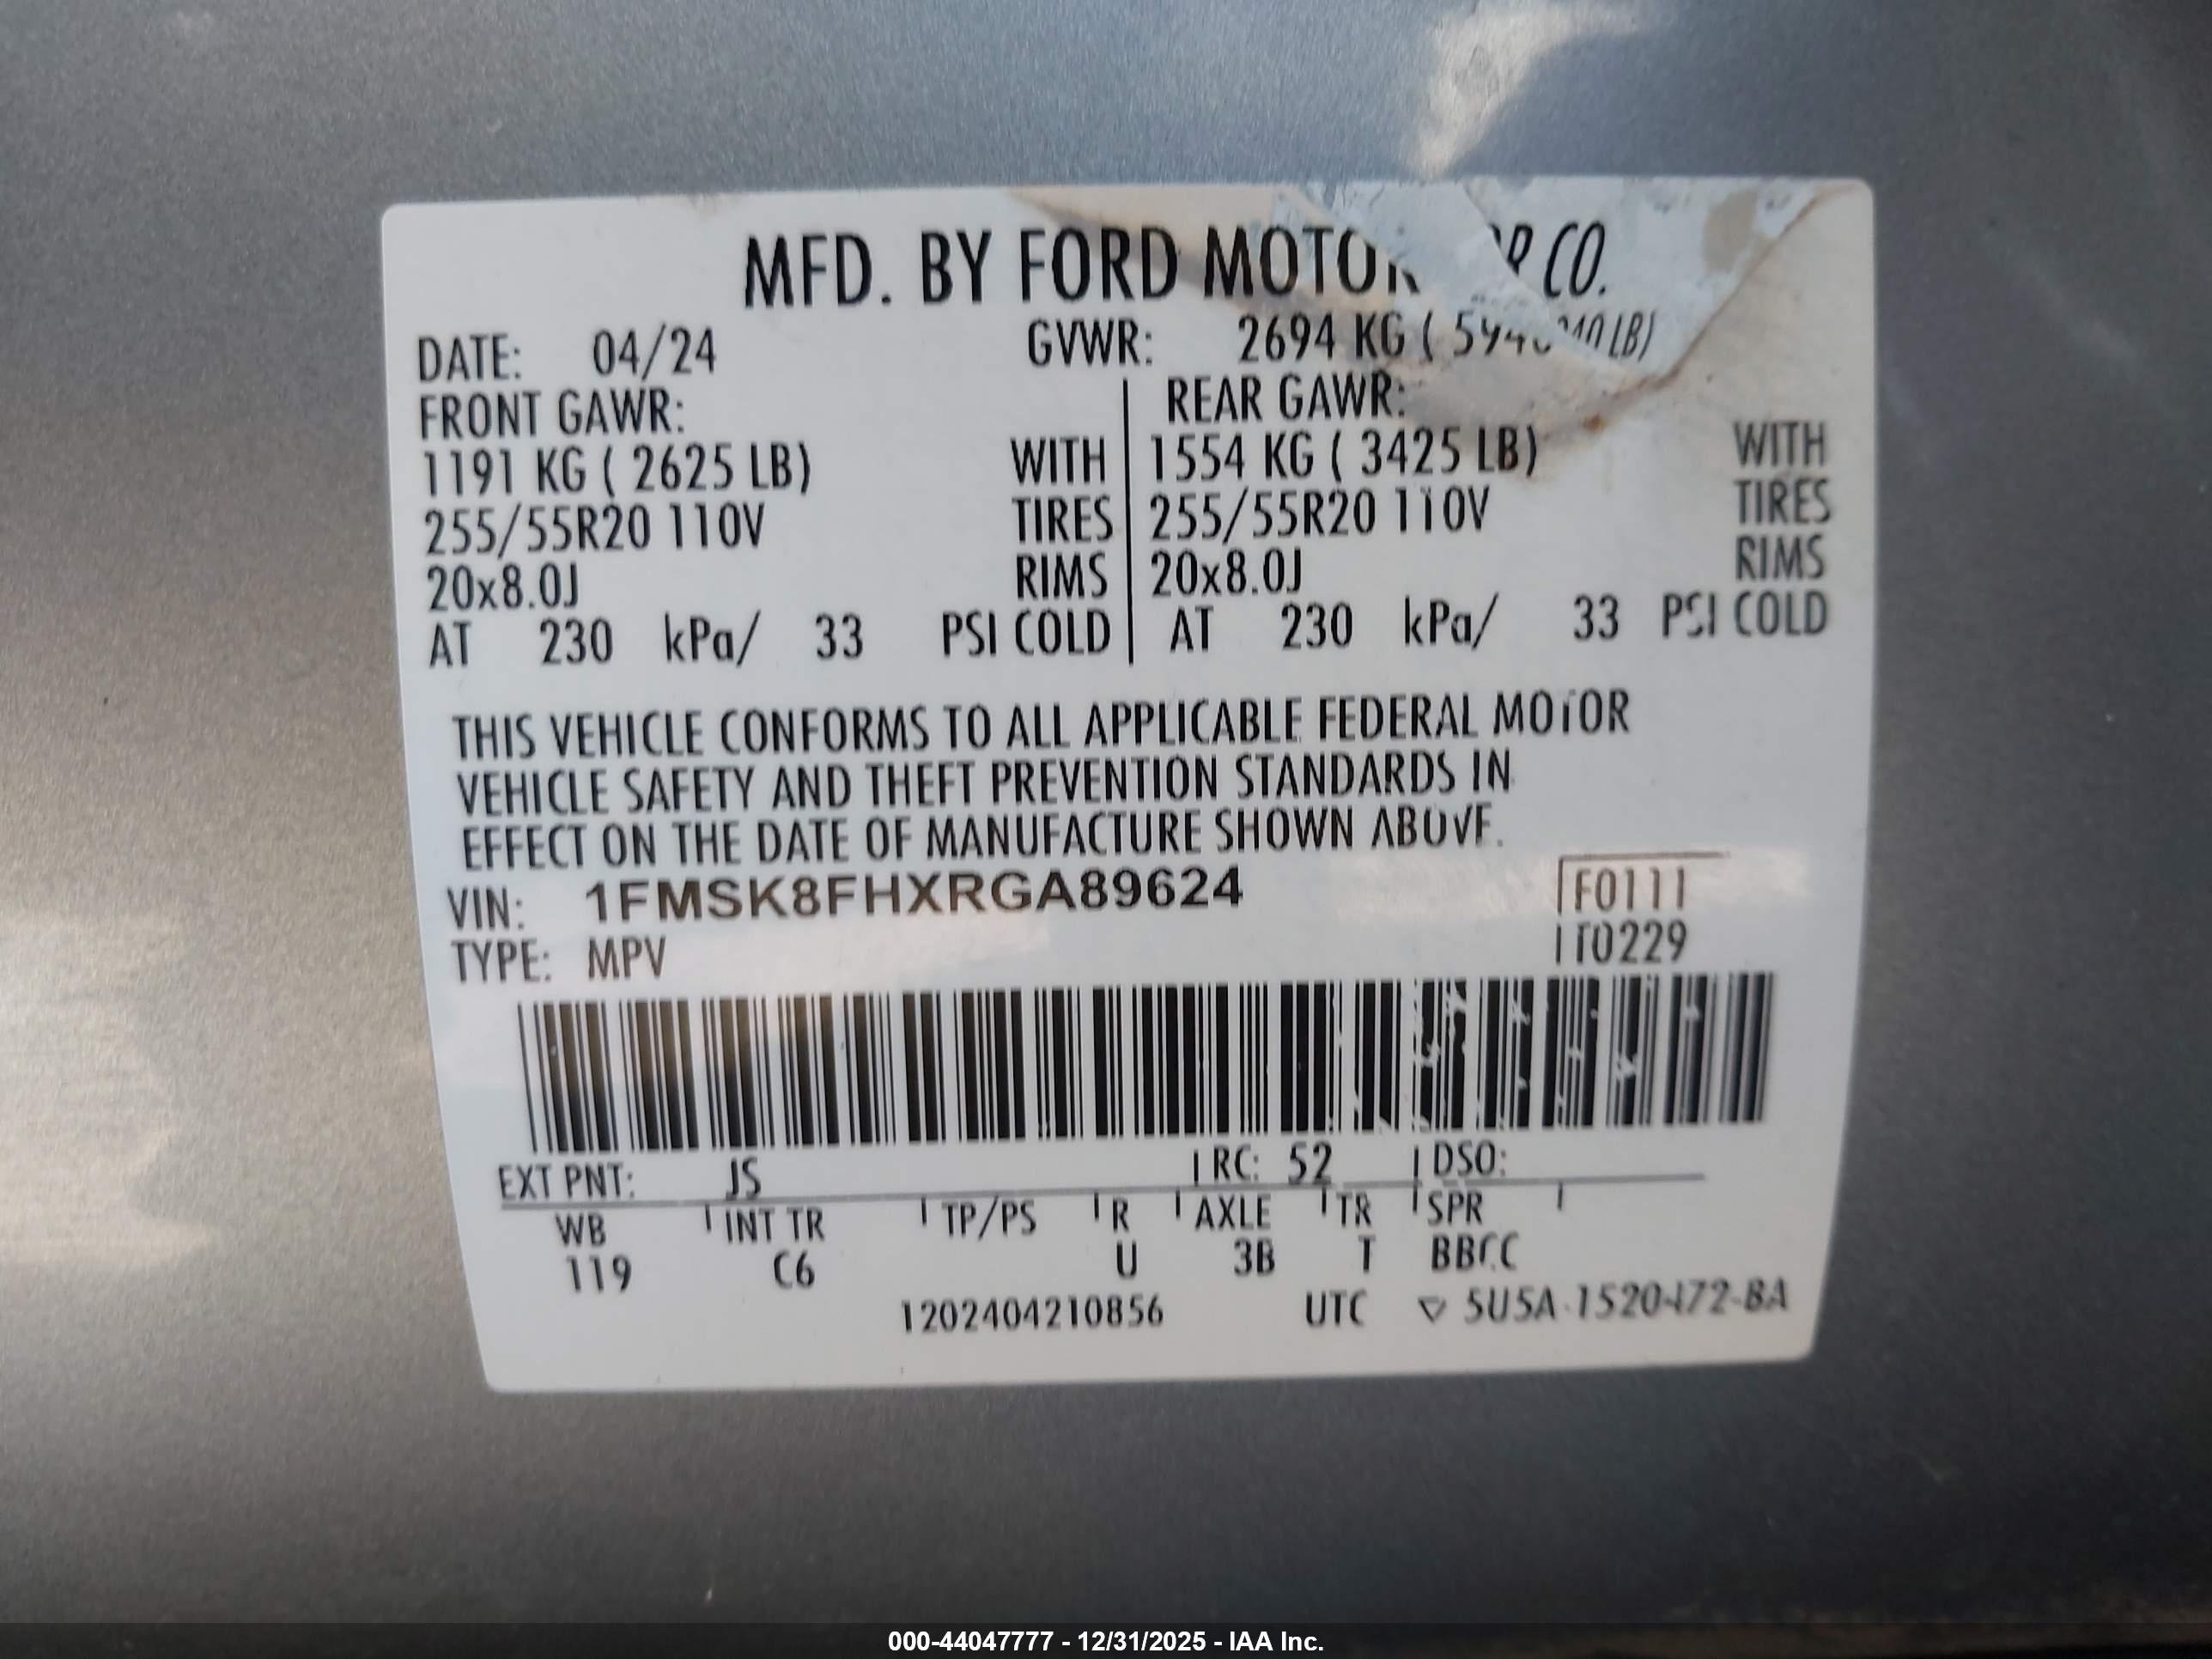 MFD. BY FORD MOTOR CO.
DATE: 04/24 GVWR: 2694 KG ( 5940 LB)
FRONT GAWR: REAR GAWR:
1191 KG ( 2625 LB) WITH 1554 KG ( 3425 LB) WITH
255/55R20 110V TIRES 255/55R20 110V TIRES
20x8.0J RIMS 20x8.0J RIMS
AT 230 kPa/ 33 PSI COLD AT 230 kPa/ 33 PSI COLD
THIS VEHICLE CONFORMS TO ALL APPLICABLE FEDERAL MOTOR
VEHICLE SAFETY AND THEFT PREVENTION STANDARDS IN
EFFECT ON THE DATE OF MANUFACTURE SHOWN ABOVE.
VIN: 1FMSK8FHXRGA89624 F0111
TYPE: MPV T0229
EXT PNT: JS RC: 52 DSO:
WB INT TR TP/PS R AXLE TR SPR
119 C6 U 3B T BBCC
1202404210856 UTC ▽ 5U5A-1520472-BA
000-44047777 - 12/31/2025 - IAA Inc.